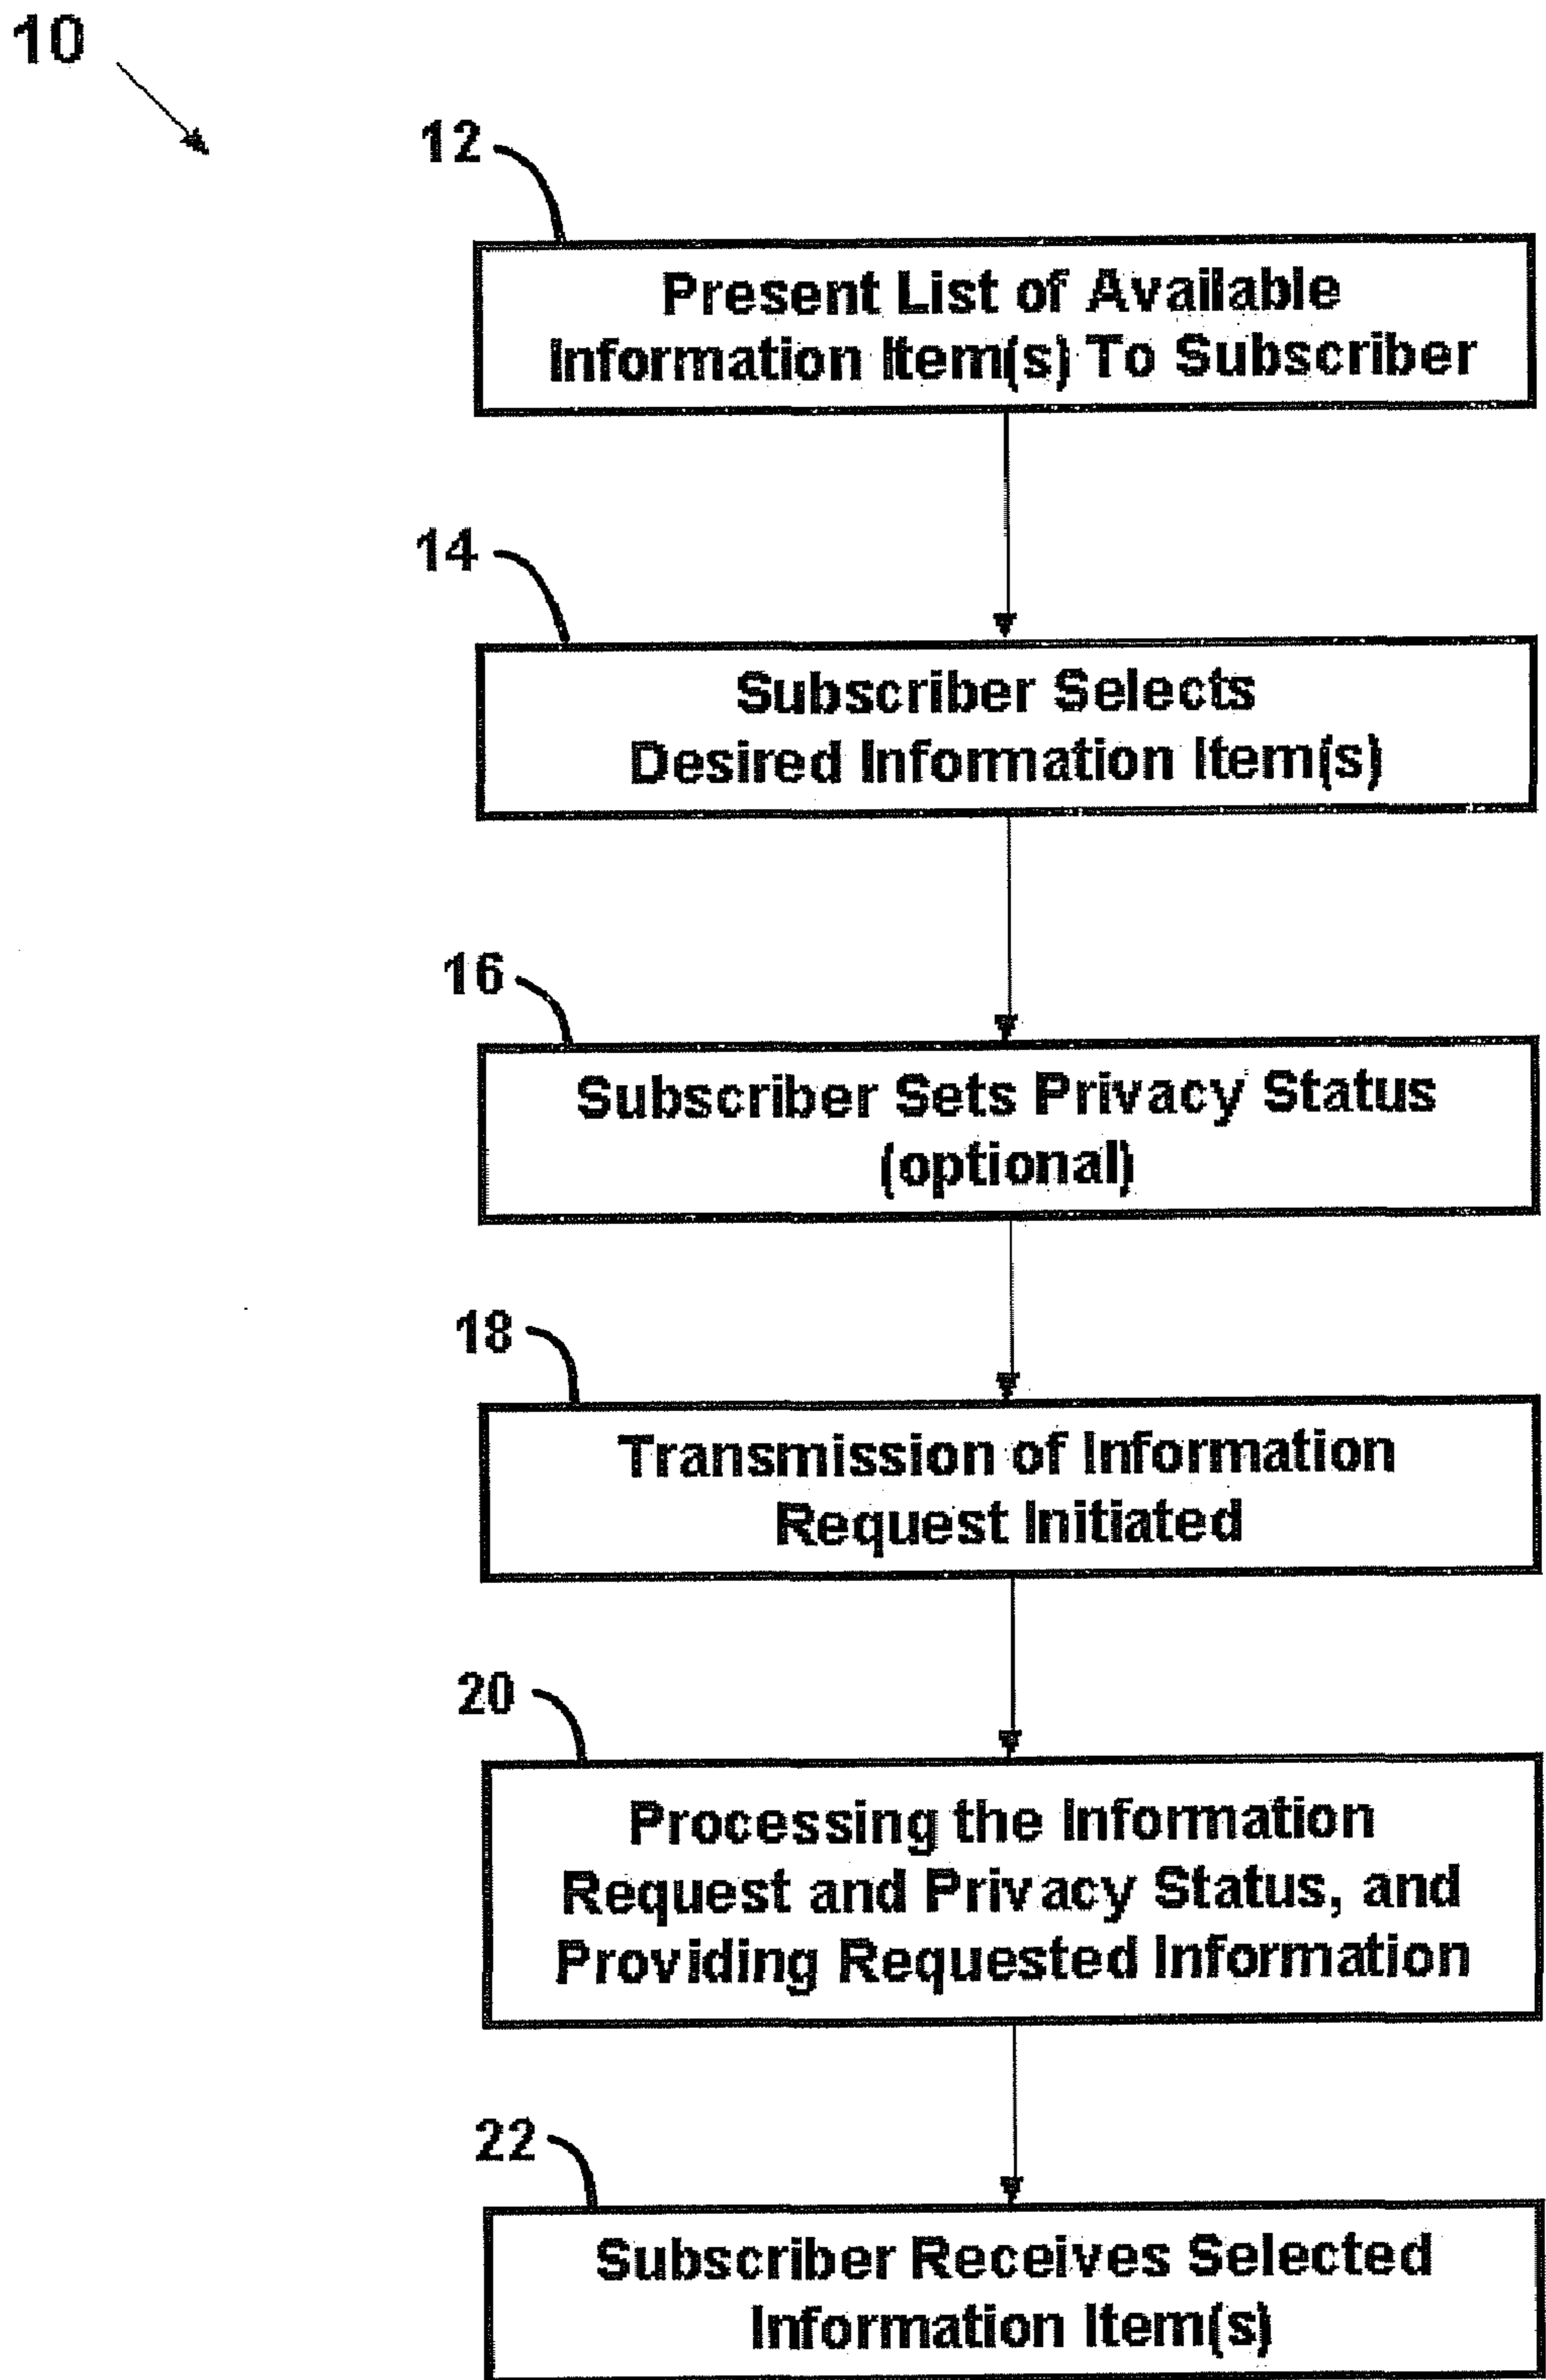 10
12
Present List of Available
Information Item(s) To Subscriber
14
Subscriber Selects
Desired Information Item(s)
16
Subscriber Sets Privacy Status
(optional)
18
Transmission of Information
Request Initiated
20
Processing the Information
Request and Privacy Status, and
Providing Requested Information
22
Subscriber Receives Selected
Information Item(s)